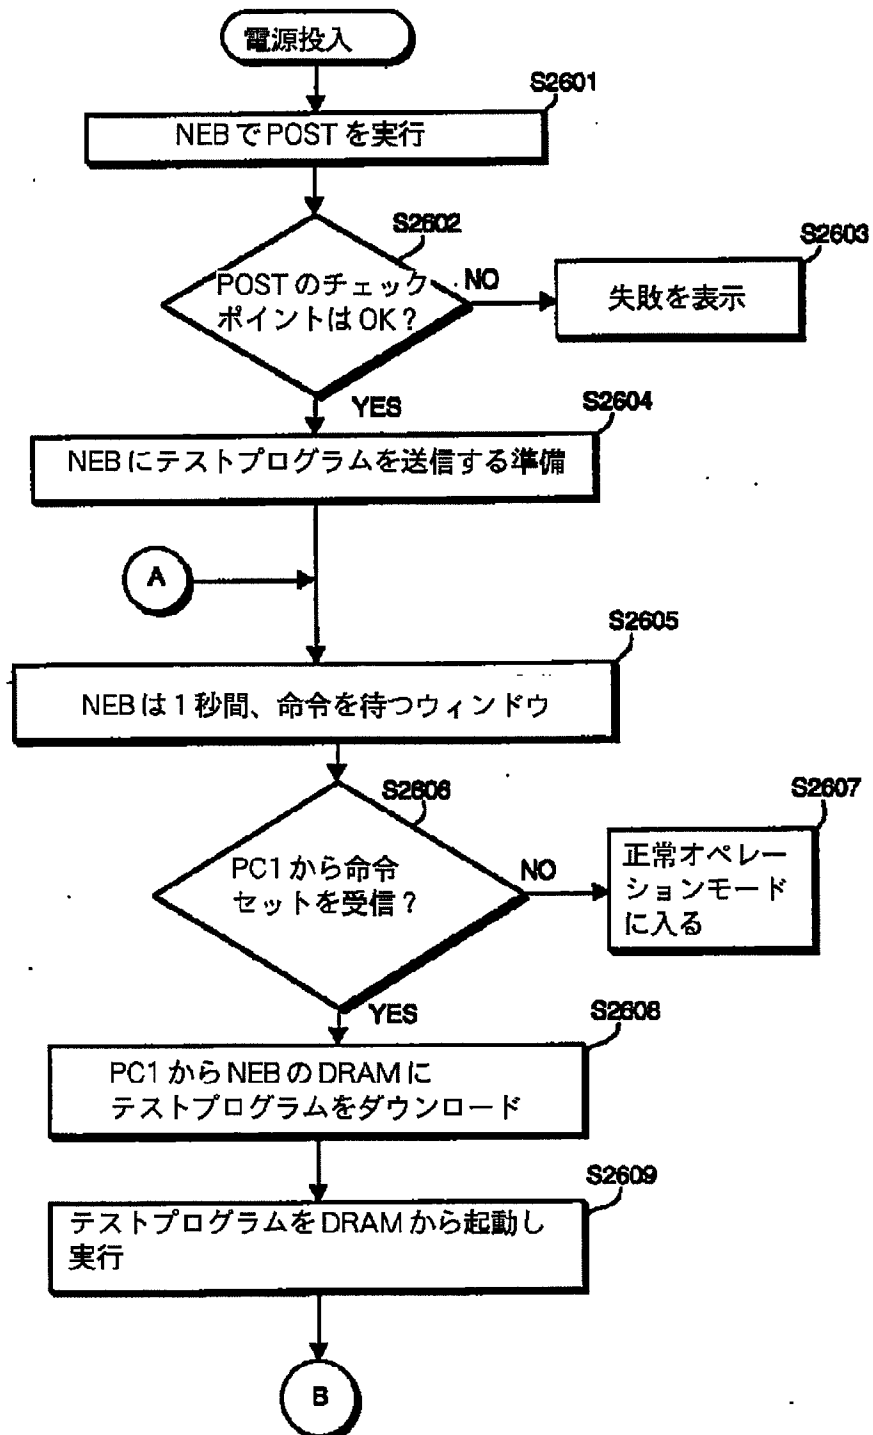 電源投入
S2601
NEBでPOSTを実行
S2602
POSTのチェック
ポイントはOK?
NO
S2603
失敗を表示
YES
S2604
NEBにテストプログラムを送信する準備
A
S2605
NEBは1秒間、命令を待つウィンドウ
S2606
PC1から命令
セットを受信?
NO
S2607
正常オペレー
ションモード
に入る
YES
S2608
PC1からNEBのDRAMに
テストプログラムをダウンロード
S2609
テストプログラムをDRAMから起動し
実行
B